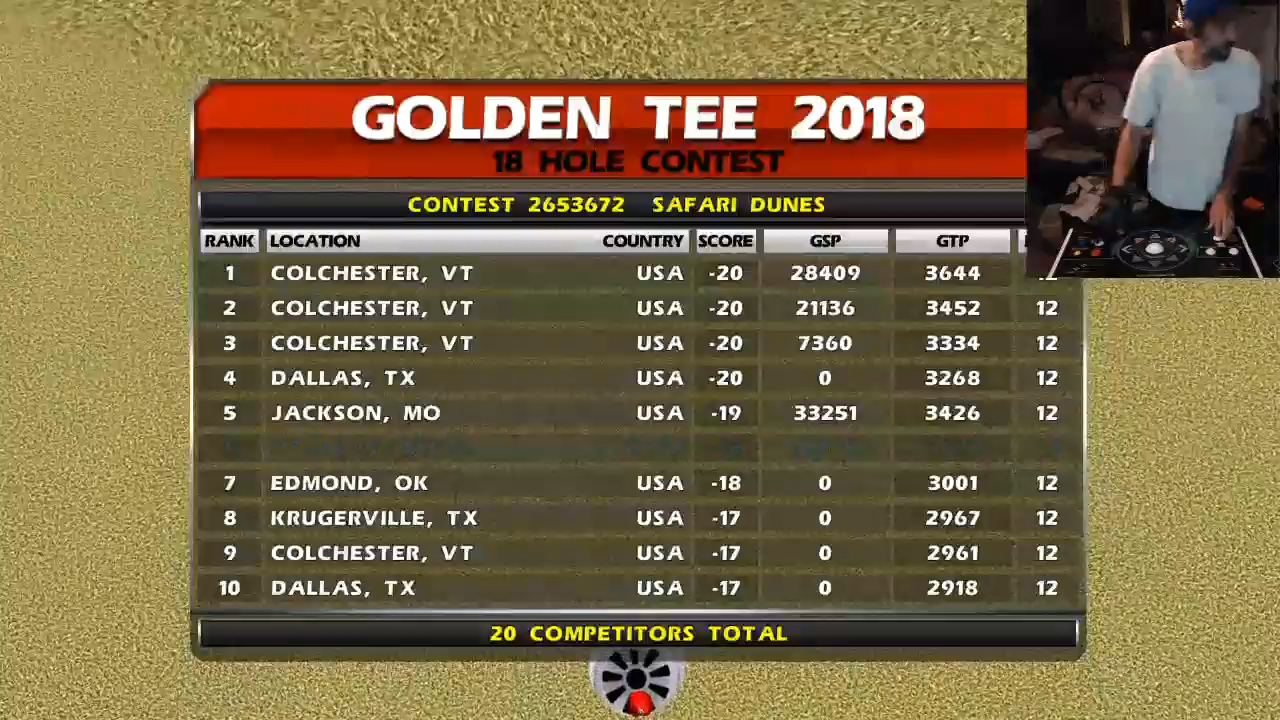 GOLDEN TEE 2018
18 HOLE CONTEST
CONTEST 2653672 SAFARI DUNES
RANK LOCATION COUNTRY SCORE GSP GTP
1 COLCHESTER, VT USA -20 28409 3644
2 COLCHESTER, VT USA -20 21136 3452 12
3 COLCHESTER, VT USA -20 7360 3334 12
4 DALLAS, TX USA -20 0 3268 12
5 JACKSON, MO USA -19 33251 3426 12
7 EDMOND, OK USA -18 0 3001 12
8 KRUGERVILLE, TX USA -17 0 2967 12
9 COLCHESTER, VT USA -17 0 2961 12
10 DALLAS, TX USA -17 0 2918 12
20 COMPETITORS TOTAL